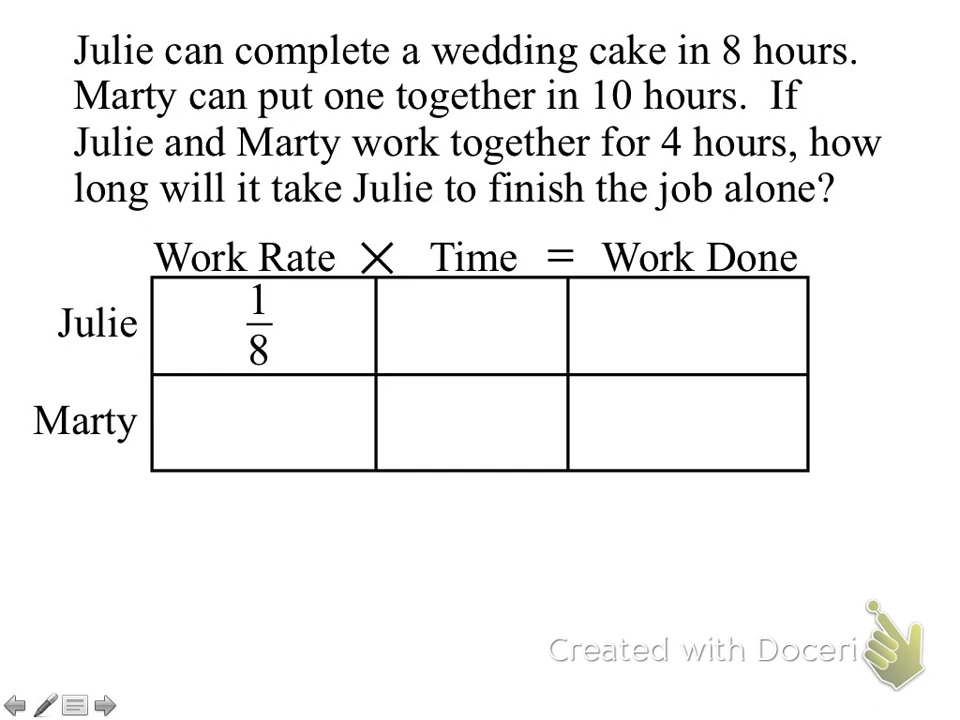 Julie can complete a wedding cake in 8 hours.
Marty can put one together in 10 hours.  If
Julie and Marty work together for 4 hours, how
long will it take Julie to finish the job alone?
Work Rate × Time = Work Done
Julie 1/8
Marty
Created with Doceri